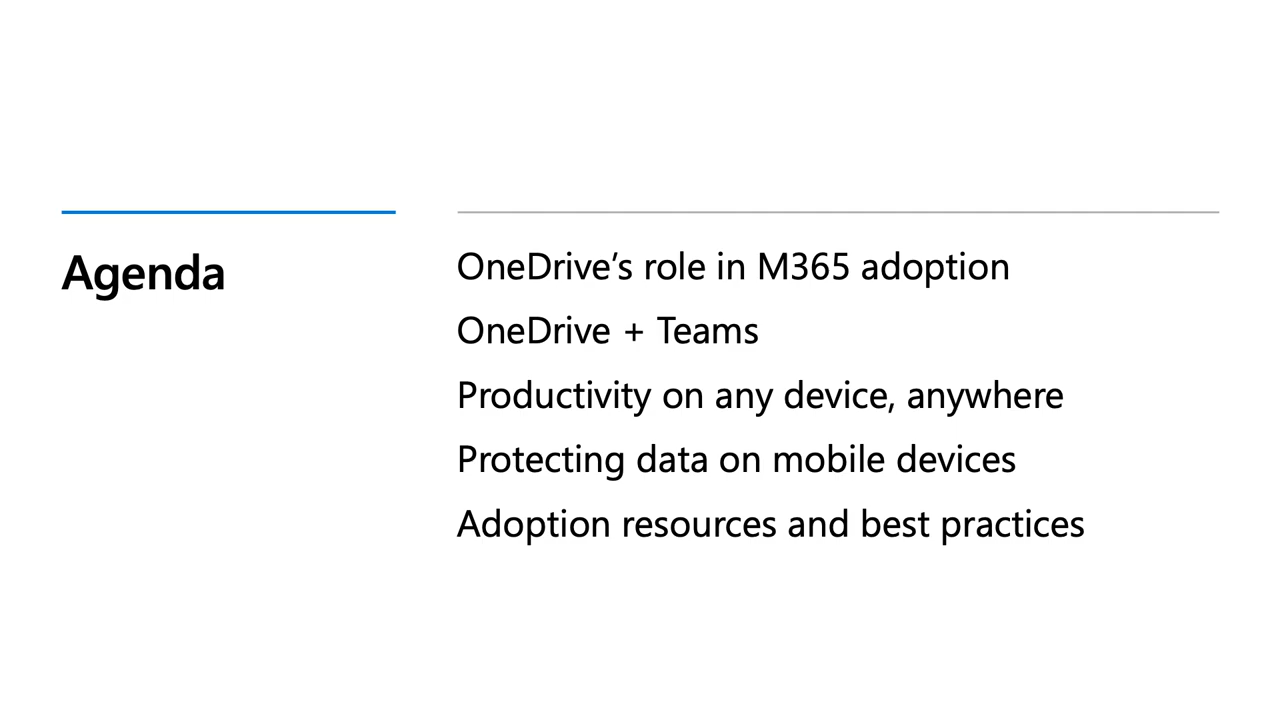 Agenda
OneDrive’s role in M365 adoption
OneDrive + Teams
Productivity on any device, anywhere
Protecting data on mobile devices
Adoption resources and best practices